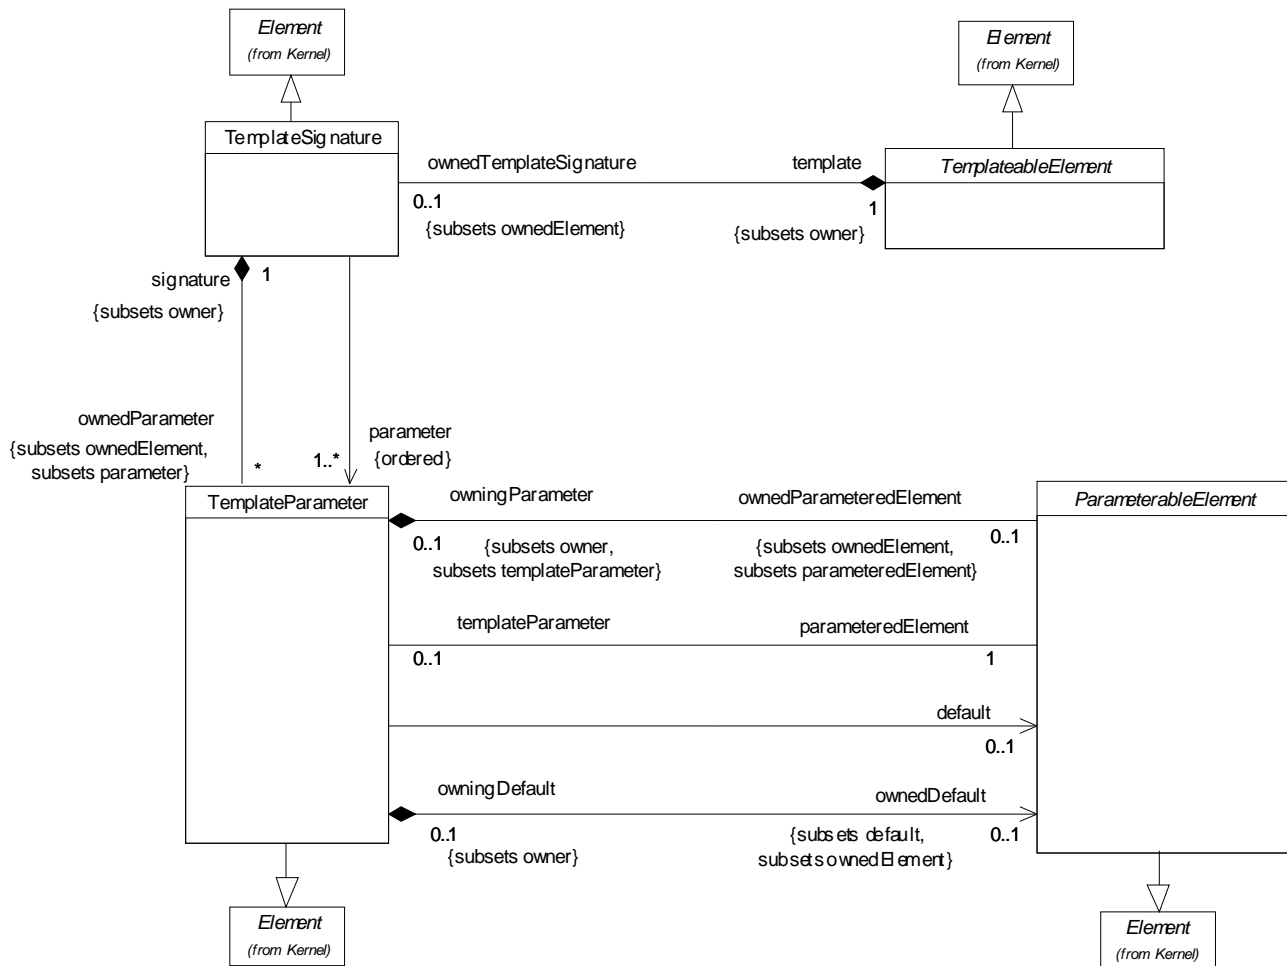 Element
(from Kernel)
Element
(from Kernel)
TemplateSignature
ownedTemplateSignature
template
TemplateableElement
0..1
1
{subsets ownedElement}
{subsets owner}
signature
1
{subsets owner}
ownedParameter
{subsets ownedElement,
subsets parameter}
*
parameter
1..*
{ordered}
TemplateParameter
owningParameter
ownedParameteredElement
ParameterableElement
0..1
{subsets owner,
subsets templateParameter}
{subsets ownedElement,
subsets parameteredElement}
0..1
templateParameter
parameteredElement
0..1
1
default
0..1
owningDefault
ownedDefault
0..1
{subsets owner}
{subsets default,
subsets ownedElement}
0..1
Element
(from Kernel)
Element
(from Kernel)